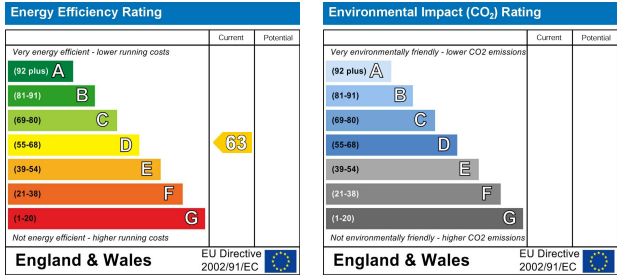 Energy Efficiency Rating
Current Potential
Very energy efficient - lower running costs
(92 plus) A
(81-91) B
(69-80) C
(55-68) D
63
(39-54) E
(21-38) F
(1-20) G
Not energy efficient - higher running costs
England & Wales
EU Directive
2002/91/EC
Environmental Impact (CO2) Rating
Current Potential
Very environmentally friendly - lower CO2 emissions
(92 plus) A
(81-91) B
(69-80) C
(55-68) D
(39-54) E
(21-38) F
(1-20) G
Not environmentally friendly - higher CO2 emissions
England & Wales
EU Directive
2002/91/EC